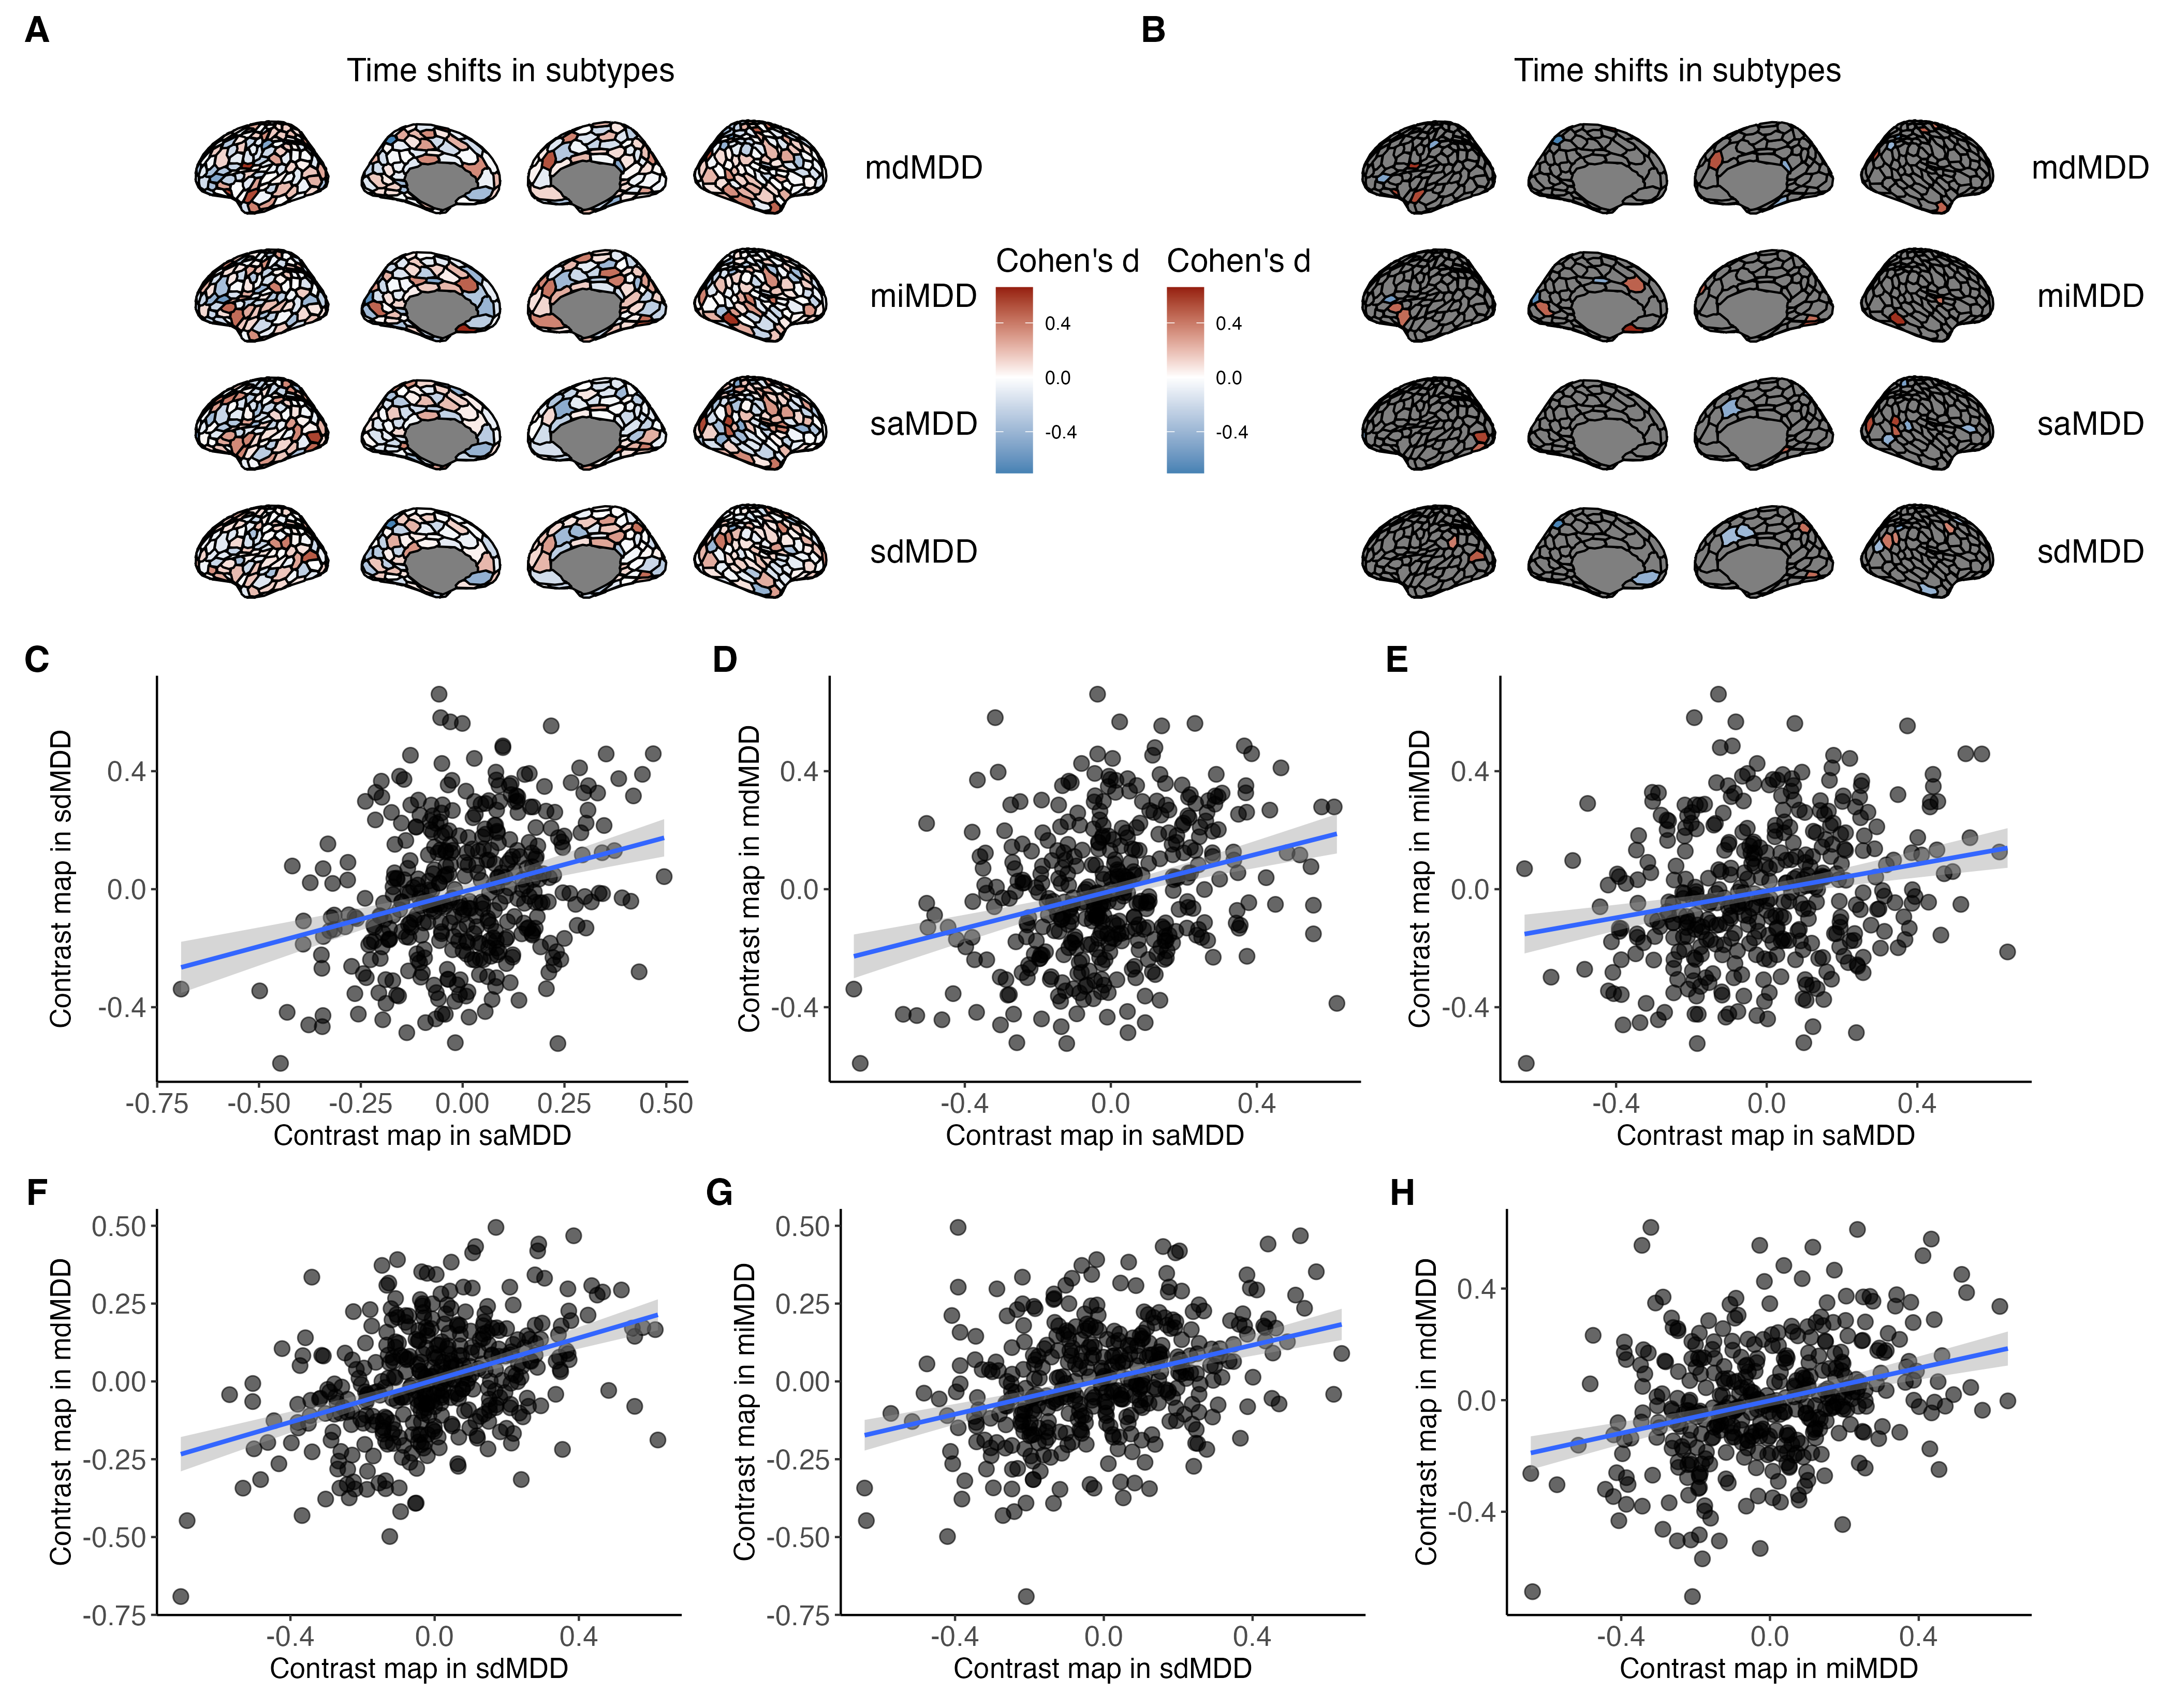 A
B
Time shifts in subtypes
Time shifts in subtypes
mdMDD
miMDD
saMDD
sdMDD
Cohen's d
0.4
0.0
-0.4
Cohen's d
0.4
0.0
-0.4
mdMDD
miMDD
saMDD
sdMDD
C
Contrast map in sdMDD
0.4
0.0
-0.4
-0.75 -0.50 -0.25 0.00 0.25 0.50
Contrast map in saMDD
D
Contrast map in mdMDD
0.4
0.0
-0.4
-0.4 0.0 0.4
Contrast map in saMDD
E
Contrast map in miMDD
0.4
0.0
-0.4
-0.4 0.0 0.4
Contrast map in saMDD
F
Contrast map in mdMDD
0.50
0.25
0.00
-0.25
-0.50
-0.75
-0.4 0.0 0.4
Contrast map in sdMDD
G
Contrast map in miMDD
0.50
0.25
0.00
-0.25
-0.50
-0.75
-0.4 0.0 0.4
Contrast map in sdMDD
H
Contrast map in mdMDD
0.4
0.0
-0.4
-0.4 0.0 0.4
Contrast map in miMDD